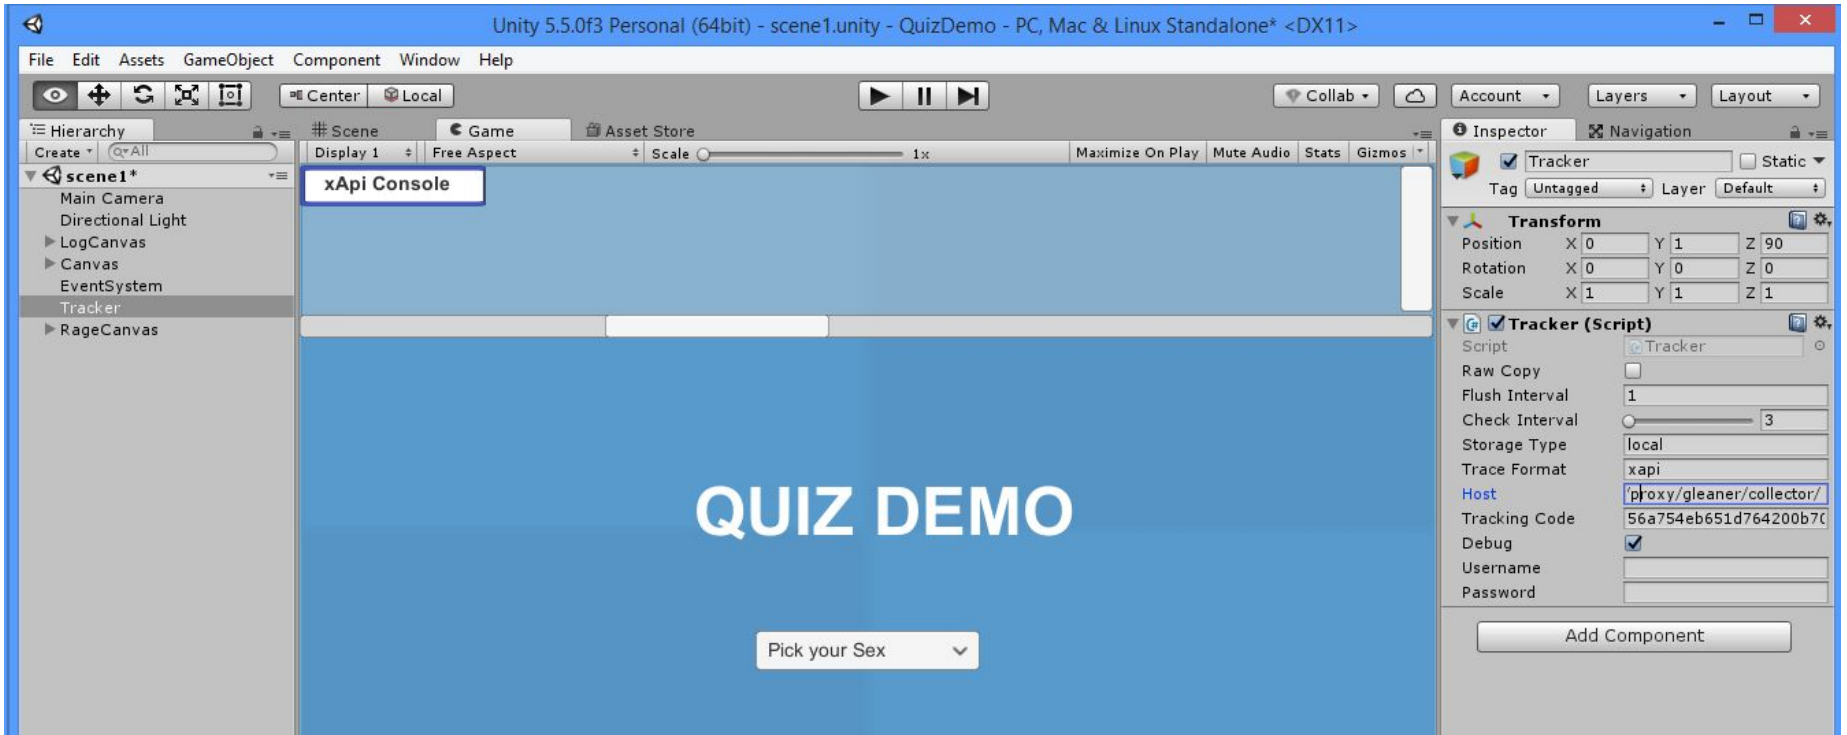 Unity 5.5.0f3 Personal (64bit) - scene1.unity - QuizDemo - PC, Mac & Linux Standalone* <DX11>
File Edit Assets GameObject Component Window Help
Center Local Collab Account Layers Layout
Hierarchy
Create All
scene1*
Main Camera
Directional Light
LogCanvas
Canvas
EventSystem
Tracker
RageCanvas
Scene Game Asset Store
Display 1 Free Aspect Scale 1x Maximize On Play Mute Audio Stats Gizmos
xApi Console
QUIZ DEMO
Pick your Sex
Inspector Navigation
Tracker Static
Tag Untagged Layer Default
Transform
Position X 0 Y 1 Z 90
Rotation X 0 Y 0 Z 0
Scale X 1 Y 1 Z 1
Tracker (Script)
Script Tracker
Raw Copy
Flush Interval 1
Check Interval 3
Storage Type local
Trace Format xapi
Host /proxy/gleaner/collector/
Tracking Code 56a754eb651d764200b70
Debug
Username
Password
Add Component